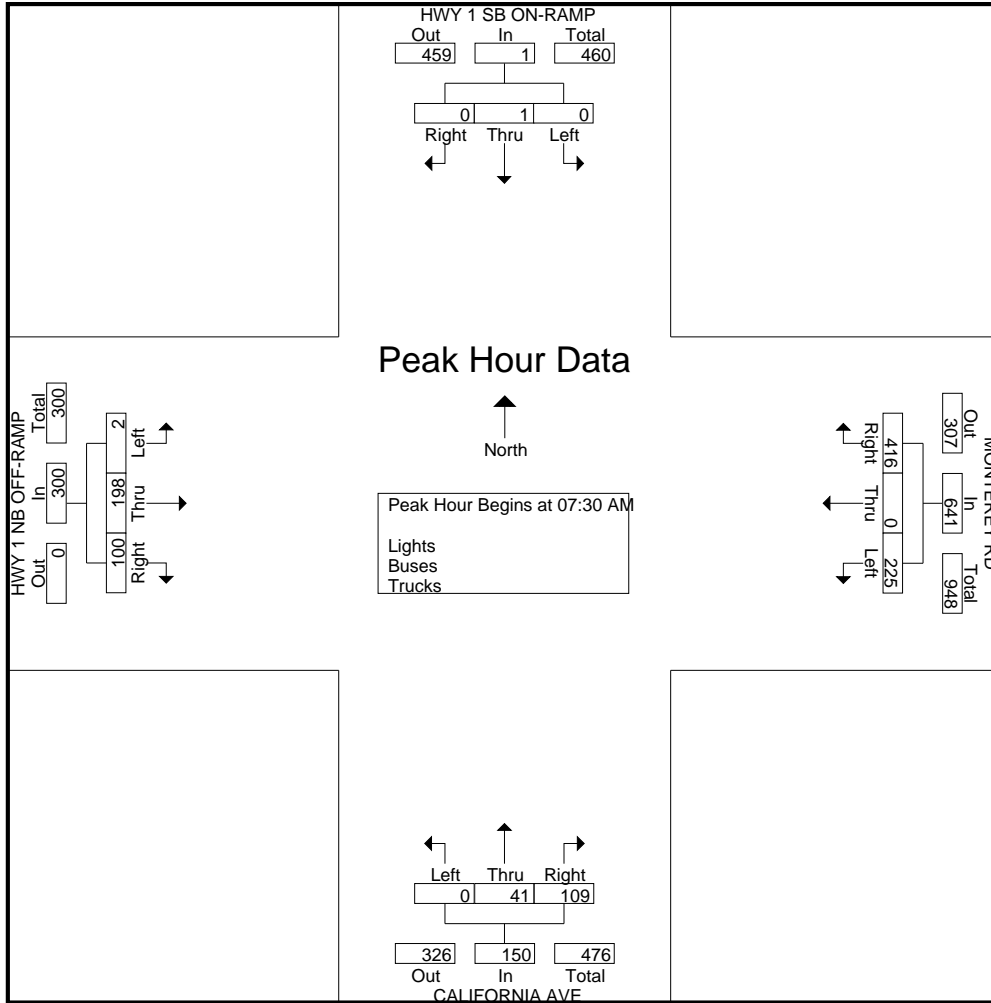 HWY 1 SB ON-RAMP
Out In Total
459 1 460
0 1 0
Right Thru Left
Peak Hour Data
North
Peak Hour Begins at 07:30 AM
Lights
Buses
Trucks
HWY 1 NB OFF-RAMP
Total In Out
300 300 0
2 198 100
Left Thru Right
MONTEREY RD
Out In Total
307 641 948
416 0 225
Right Thru Left
Left Thru Right
0 41 109
326 150 476
Out In Total
CALIFORNIA AVE